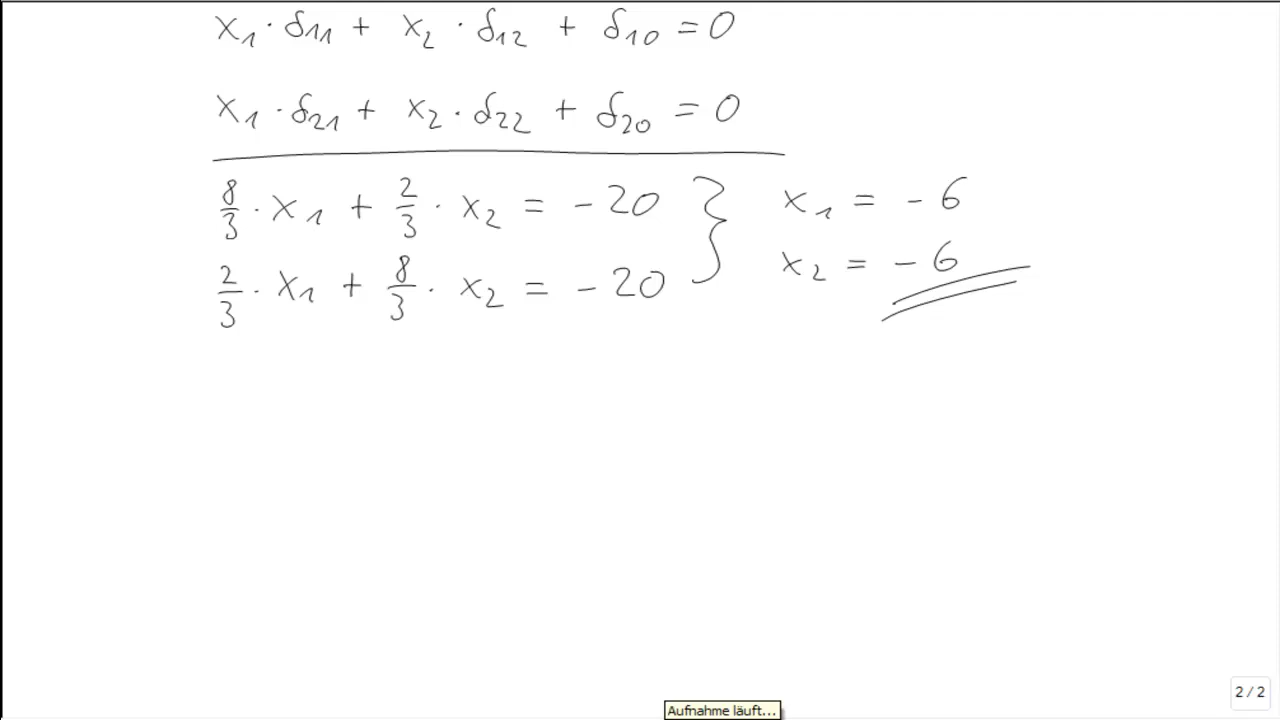 x₁ · δ₁₁ + x₂ · δ₁₂ + δ₁₀ = 0
x₁ · δ₂₁ + x₂ · δ₂₂ + δ₂₀ = 0
8/3 · x₁ + 2/3 · x₂ = - 20 } x₁ = - 6
2/3 · x₁ + 8/3 · x₂ = - 20 x₂ = - 6
2 / 2
Aufnahme läuft...